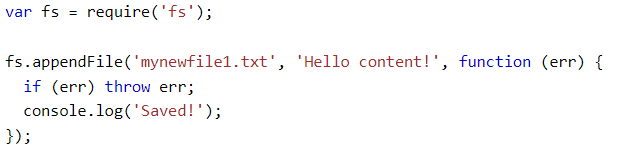 var fs = require('fs');

fs.appendFile('mynewfile1.txt', 'Hello content!', function (err) {
  if (err) throw err;
  console.log('Saved!');
});